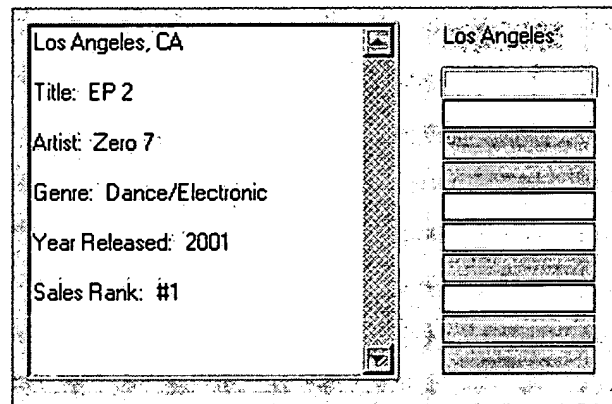 Los Angeles, CA
Title: EP 2
Artist: Zero 7
Genre: Dance/Electronic
Year Released: 2001
Sales Rank: #1
Los Angeles